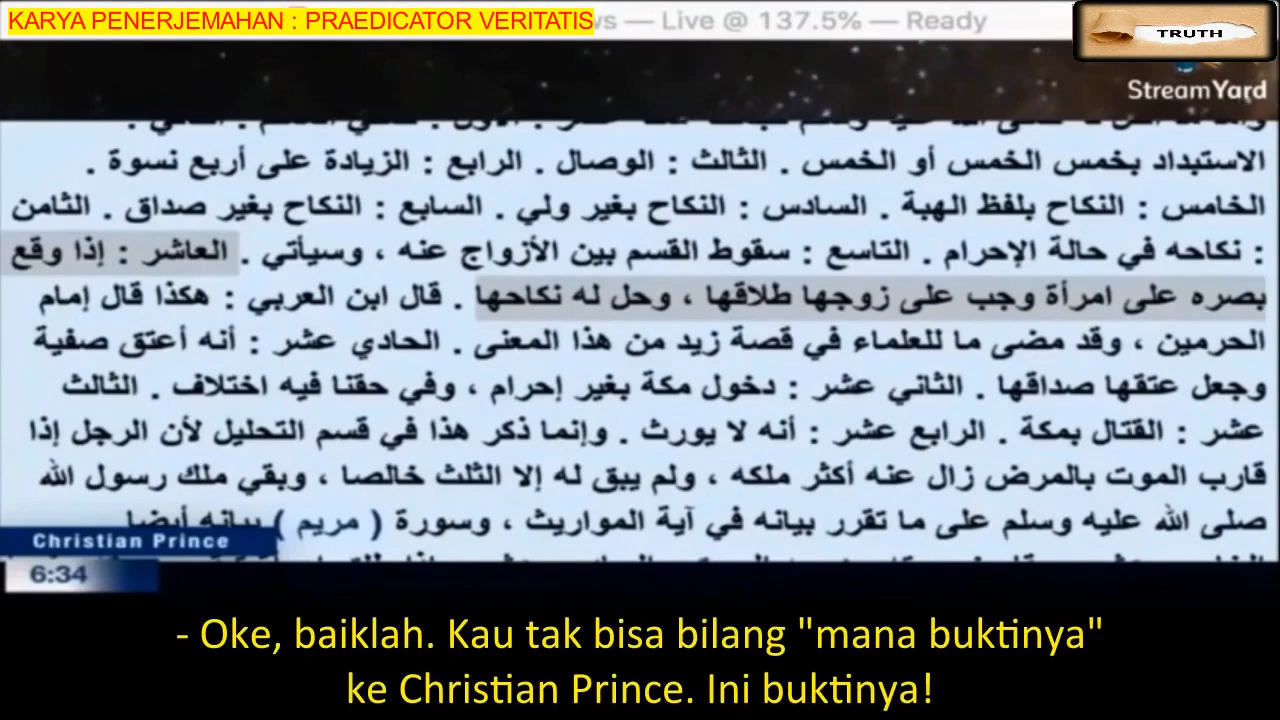 KARYA PENERJEMAHAN : PRAEDICATOR VERITATIS
ws — Live @ 137.5% — Ready
TRUTH
StreamYard
الاستبداد بخمس الخمس أو الخمس . الثالث : الوصال . الرابع : الزيادة على أربع نسوة .
الخامس : النكاح بلفظ الهبة . السادس : النكاح بغير ولي . السابع : النكاح بغير صداق . الثامن
: نكاحه في حالة الإحرام . التاسع : سقوط القسم بين الأزواج عنه ، وسيأتي . العاشر : إذا وقع
بصره على امرأة وجب على زوجها طلاقها ، وحل له نكاحها . قال ابن العربي : هكذا قال إمام
الحرمين ، وقد مضى ما للعلماء في قصة زيد من هذا المعنى . الحادي عشر : أنه أعتق صفية
وجعل عتقها صداقها . الثاني عشر : دخول مكة بغير إحرام ، وفي حقنا فيه اختلاف . الثالث
عشر : القتال بمكة . الرابع عشر : أنه لا يورث . وإنما ذكر هذا في قسم التحليل لأن الرجل إذا
قارب الموت بالمرض زال عنه أكثر ملكه ، ولم يبق له إلا الثلث خالصا ، وبقي ملك رسول الله
صلى الله عليه وسلم على ما تقرر بيانه في آية المواريث ، وسورة ( مريم ) بيانه أيضا
Christian Prince
6:34
- Oke, baiklah. Kau tak bisa bilang "mana buktinya"
ke Christian Prince. Ini buktinya!